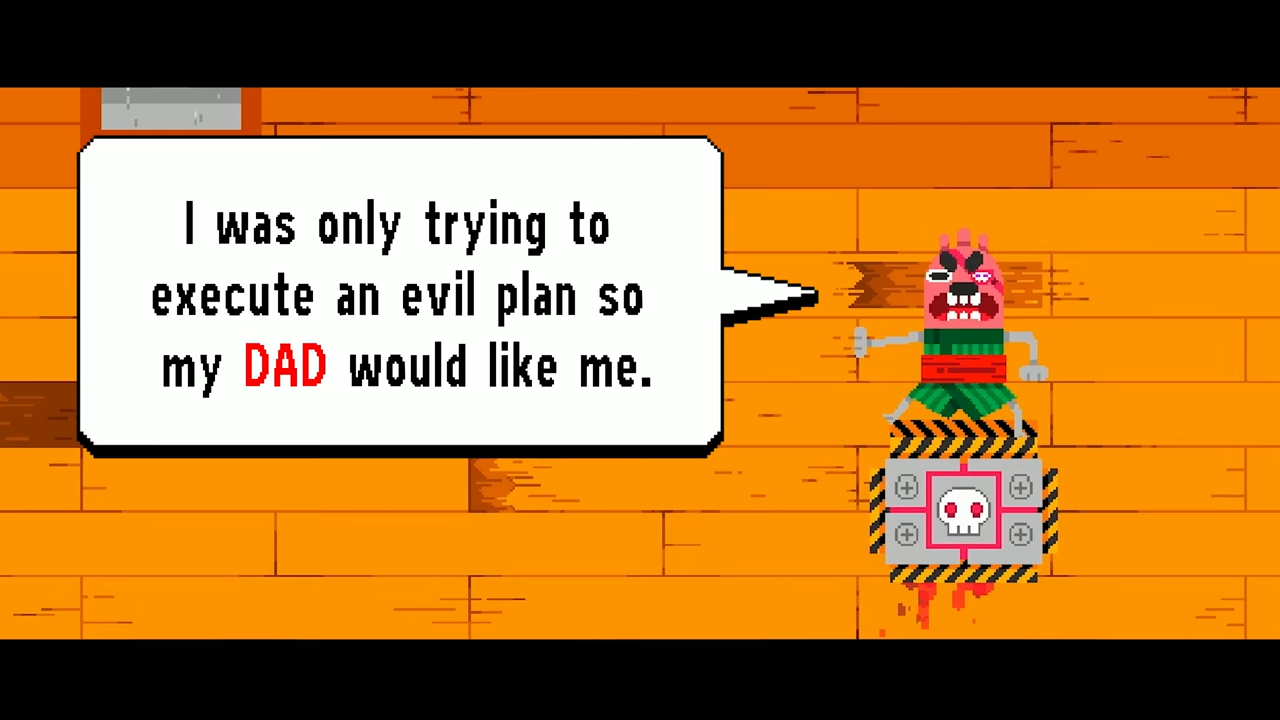 I was only trying to
execute an evil plan so
my DAD would like me.